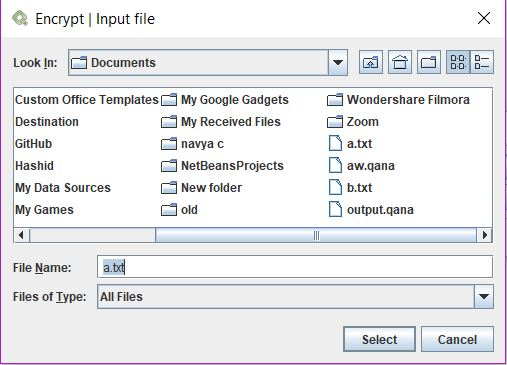 Encrypt | Input file
Look In: Documents
Custom Office Templates My Google Gadgets Wondershare Filmora
Destination My Received Files Zoom
GitHub navya c a.txt
Hashid NetBeansProjects aw.qana
My Data Sources New folder b.txt
My Games old output.qana
File Name: a.txt
Files of Type: All Files
Select Cancel